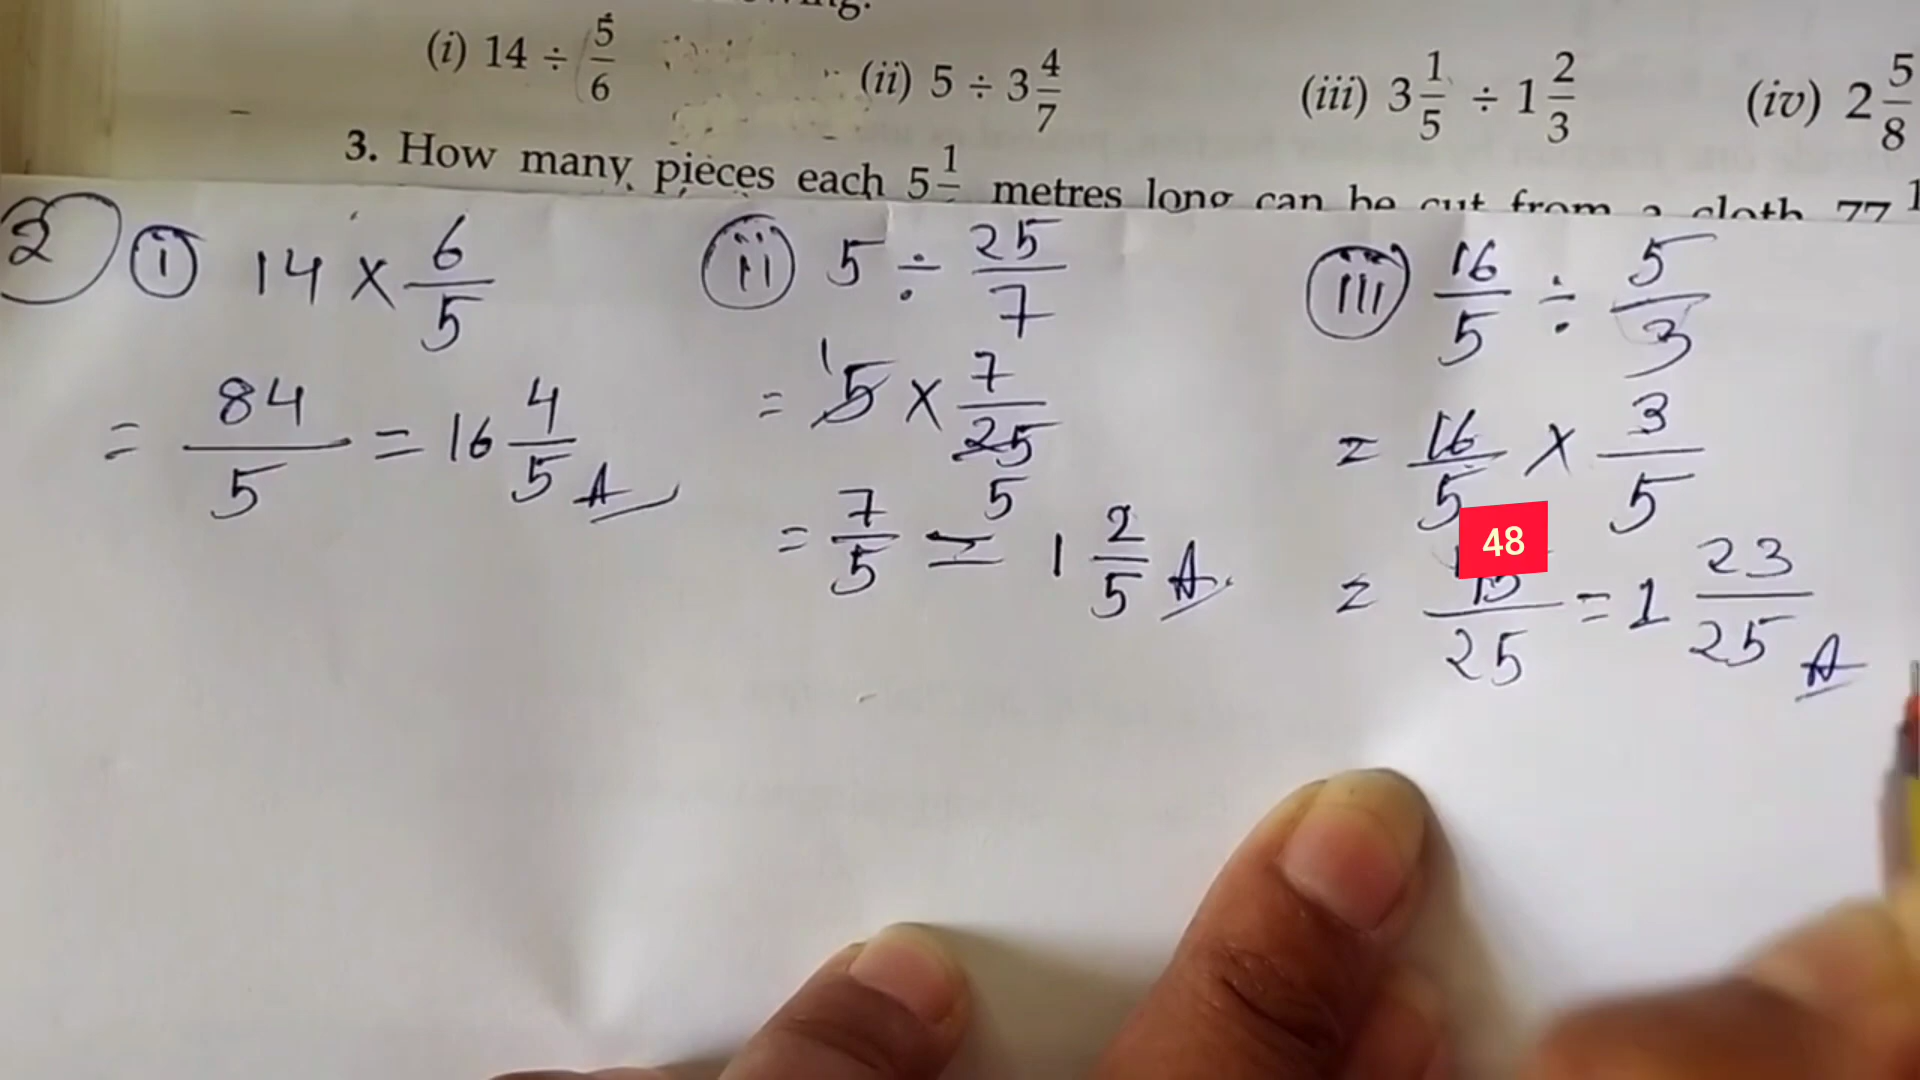 (i) 14 ÷ 5/6 (ii) 5 ÷ 3 4/7 (iii) 3 1/5 ÷ 1 2/3 (iv) 2 5/8
3. How many pieces each 5 1 metres long can be cut from a cloth 77 1
2 (i) 14 × 6/5
= 84/5 = 16 4/5 A
(ii) 5 ÷ 25/7
= 5 × 7/25
1
5
= 7/5 = 1 2/5 A
(iii) 16/5 ÷ 5/3
= 16/5 × 3/5
48
= /25 = 1 23/25 A